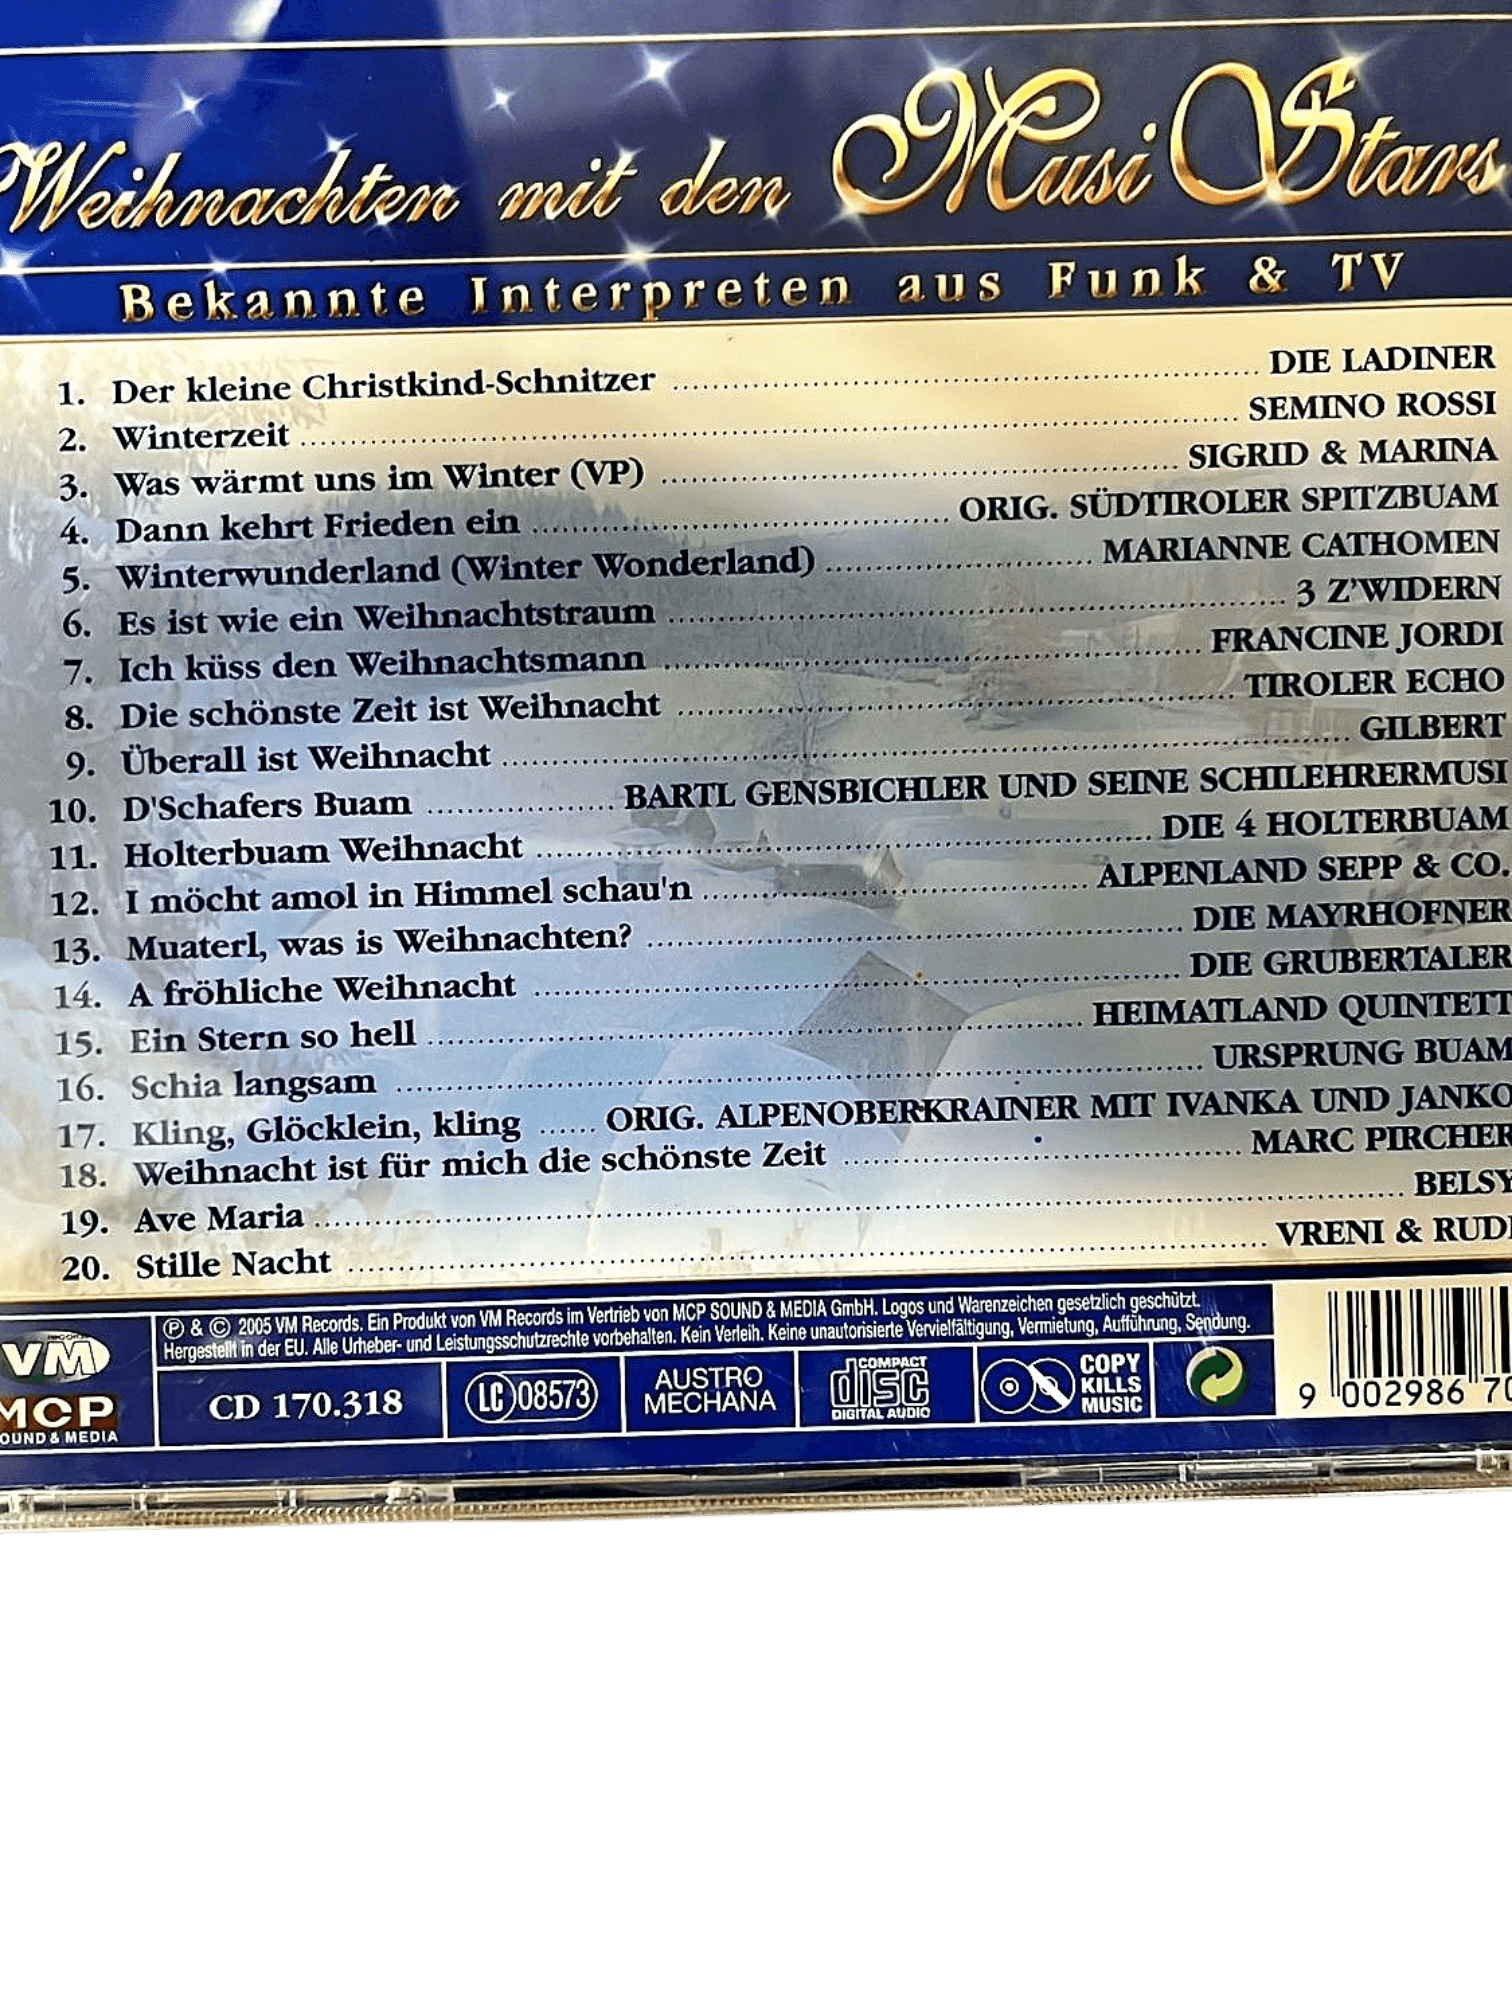 Weihnachten mit den Musi Stars
Bekannte Interpreten aus Funk & TV
1. Der kleine Christkind-Schnitzer DIE LADINER
2. Winterzeit SEMINO ROSSI
3. Was wärmt uns im Winter (VP) SIGRID & MARINA
4. Dann kehrt Frieden ein ORIG. SÜDTIROLER SPITZBUAM
5. Winterwunderland (Winter Wonderland) MARIANNE CATHOMEN
6. Es ist wie ein Weihnachtstraum 3 Z'WIDERN
7. Ich küss den Weihnachtsmann FRANCINE JORDI
8. Die schönste Zeit ist Weihnacht TIROLER ECHO
9. Überall ist Weihnacht GILBERT
10. D'Schafers Buam BARTL GENSBICHLER UND SEINE SCHILEHRERMUSI
11. Holterbuam Weihnacht DIE 4 HOLTERBUAM
12. I möcht amol in Himmel schau'n ALPENLAND SEPP & CO.
13. Muaterl, was is Weihnachten? DIE MAYRHOFNER
14. A fröhliche Weihnacht DIE GRUBERTALER
15. Ein Stern so hell HEIMATLAND QUINTETT
16. Schia langsam URSPRUNG BUAM
17. Kling, Glöcklein, kling ORIG. ALPENOBERKRAINER MIT IVANKA UND JANKO
18. Weihnacht ist für mich die schönste Zeit MARC PIRCHER
19. Ave Maria BELSY
20. Stille Nacht VRENI & RUDI
℗ & © 2005 VM Records. Ein Produkt von VM Records im Vertrieb von MCP SOUND & MEDIA GmbH. Logos und Warenzeichen gesetzlich geschützt.
Hergestellt in der EU. Alle Urheber- und Leistungsschutzrechte vorbehalten. Kein Verleih. Keine unautorisierte Vervielfältigung, Vermietung, Aufführung, Sendung.
VM
MCP
SOUND & MEDIA
CD 170.318
LC 08573
AUSTRO
MECHANA
COMPACT
disc
DIGITAL AUDIO
COPY
KILLS
MUSIC
9 002986 70